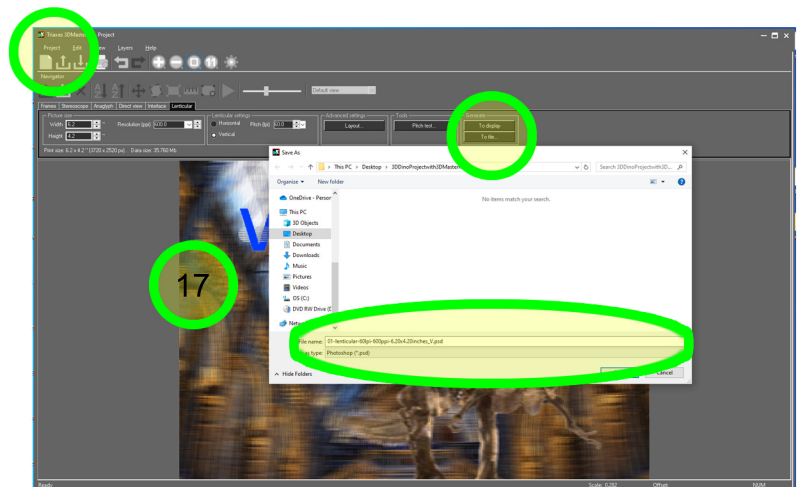 Triaxes 3DMaster Project
Project Edit View Layers Help
Navigator
Default view
Frames Stereoscope Anaglyph Direct view Interlace Lenticular
Picture size Lenticular settings Advanced settings Tools Generate
Width 6.2 " Resolution (ppi) 600.0 Horizontal Pitch (lpi) 60.0 Layout... Pitch test... To display
Height 4.2 " Vertical To file...
Print size: 6.2 x 4.2 " (3720 x 2520 px) Data size: 35.760 Mb
Save As
This PC > Desktop > 3DDinoProjectwith3DMaster
Search 3DDinoProjectwith3D...
Organize New folder
OneDrive - Person
No items match your search.
This PC
3D Objects
Desktop
Documents
Downloads
Music
Pictures
Videos
OS (C:)
DVD RW Drive (D
Network
V
17
File name: 01-lenticular-60lpi-600ppi-6.20x4.20inches_V.psd
as type: Photoshop (*.psd)
Hide Folders
Cancel
Ready Scale: 0.282 Offset: NUM